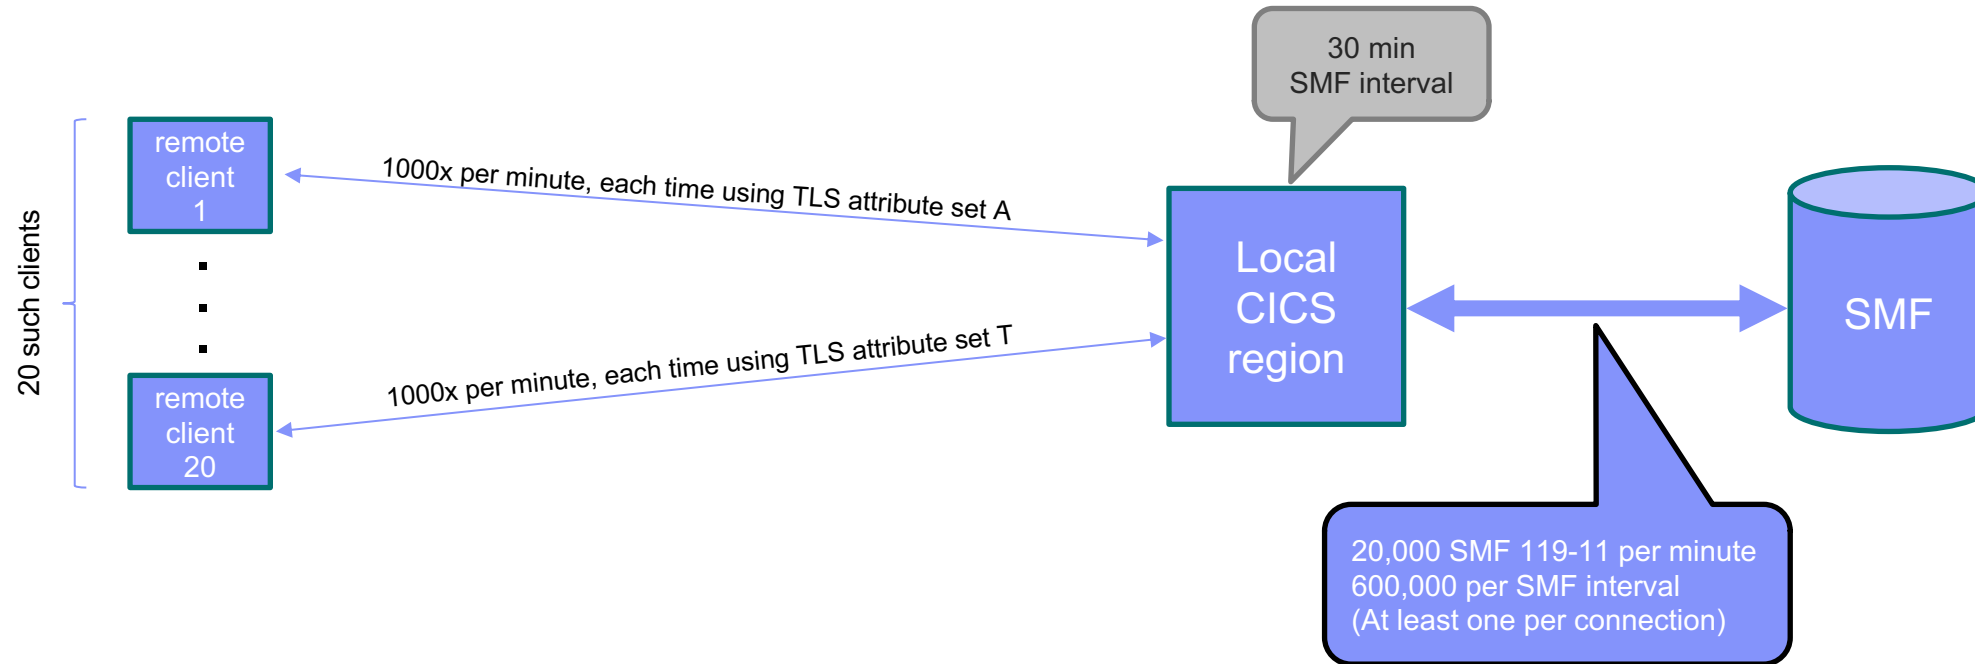 30 min
SMF interval
20 such clients
remote
client
1
1000x per minute, each time using TLS attribute set A
Local
CICS
region
SMF
1000x per minute, each time using TLS attribute set T
remote
client
20
20,000 SMF 119-11 per minute
600,000 per SMF interval
(At least one per connection)